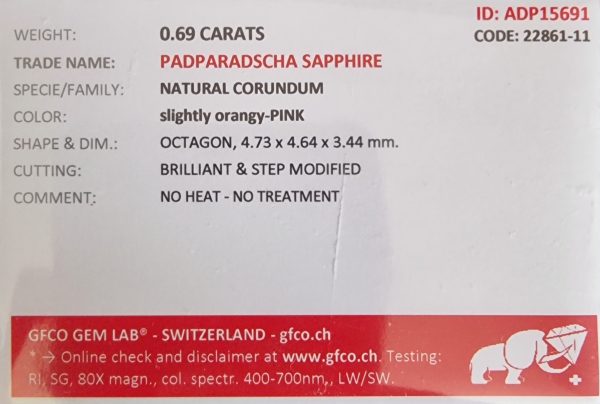 ID: ADP15691
WEIGHT: 0.69 CARATS
CODE: 22861-11
TRADE NAME: PADPARADSCHA SAPPHIRE
SPECIE/FAMILY: NATURAL CORUNDUM
COLOR: slightly orangy-PINK
SHAPE & DIM.: OCTAGON, 4.73 x 4.64 x 3.44 mm.
CUTTING: BRILLIANT & STEP MODIFIED
COMMENT: NO HEAT - NO TREATMENT
GFCO GEM LAB® - SWITZERLAND - gfco.ch
* → Online check and disclaimer at www.gfco.ch. Testing:
RI, SG, 80X magn., col. spectr. 400-700nm,, LW/SW.